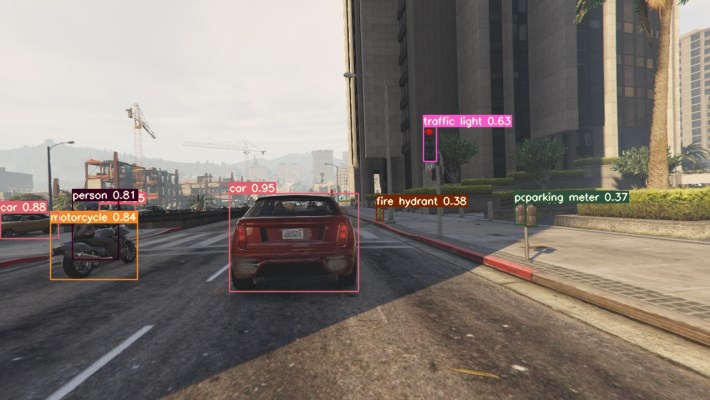 traffic light 0.63
car 0.95
person 0.81
5
fire hydrant 0.38
pcparking meter 0.37
car 0.88
motorcycle 0.84